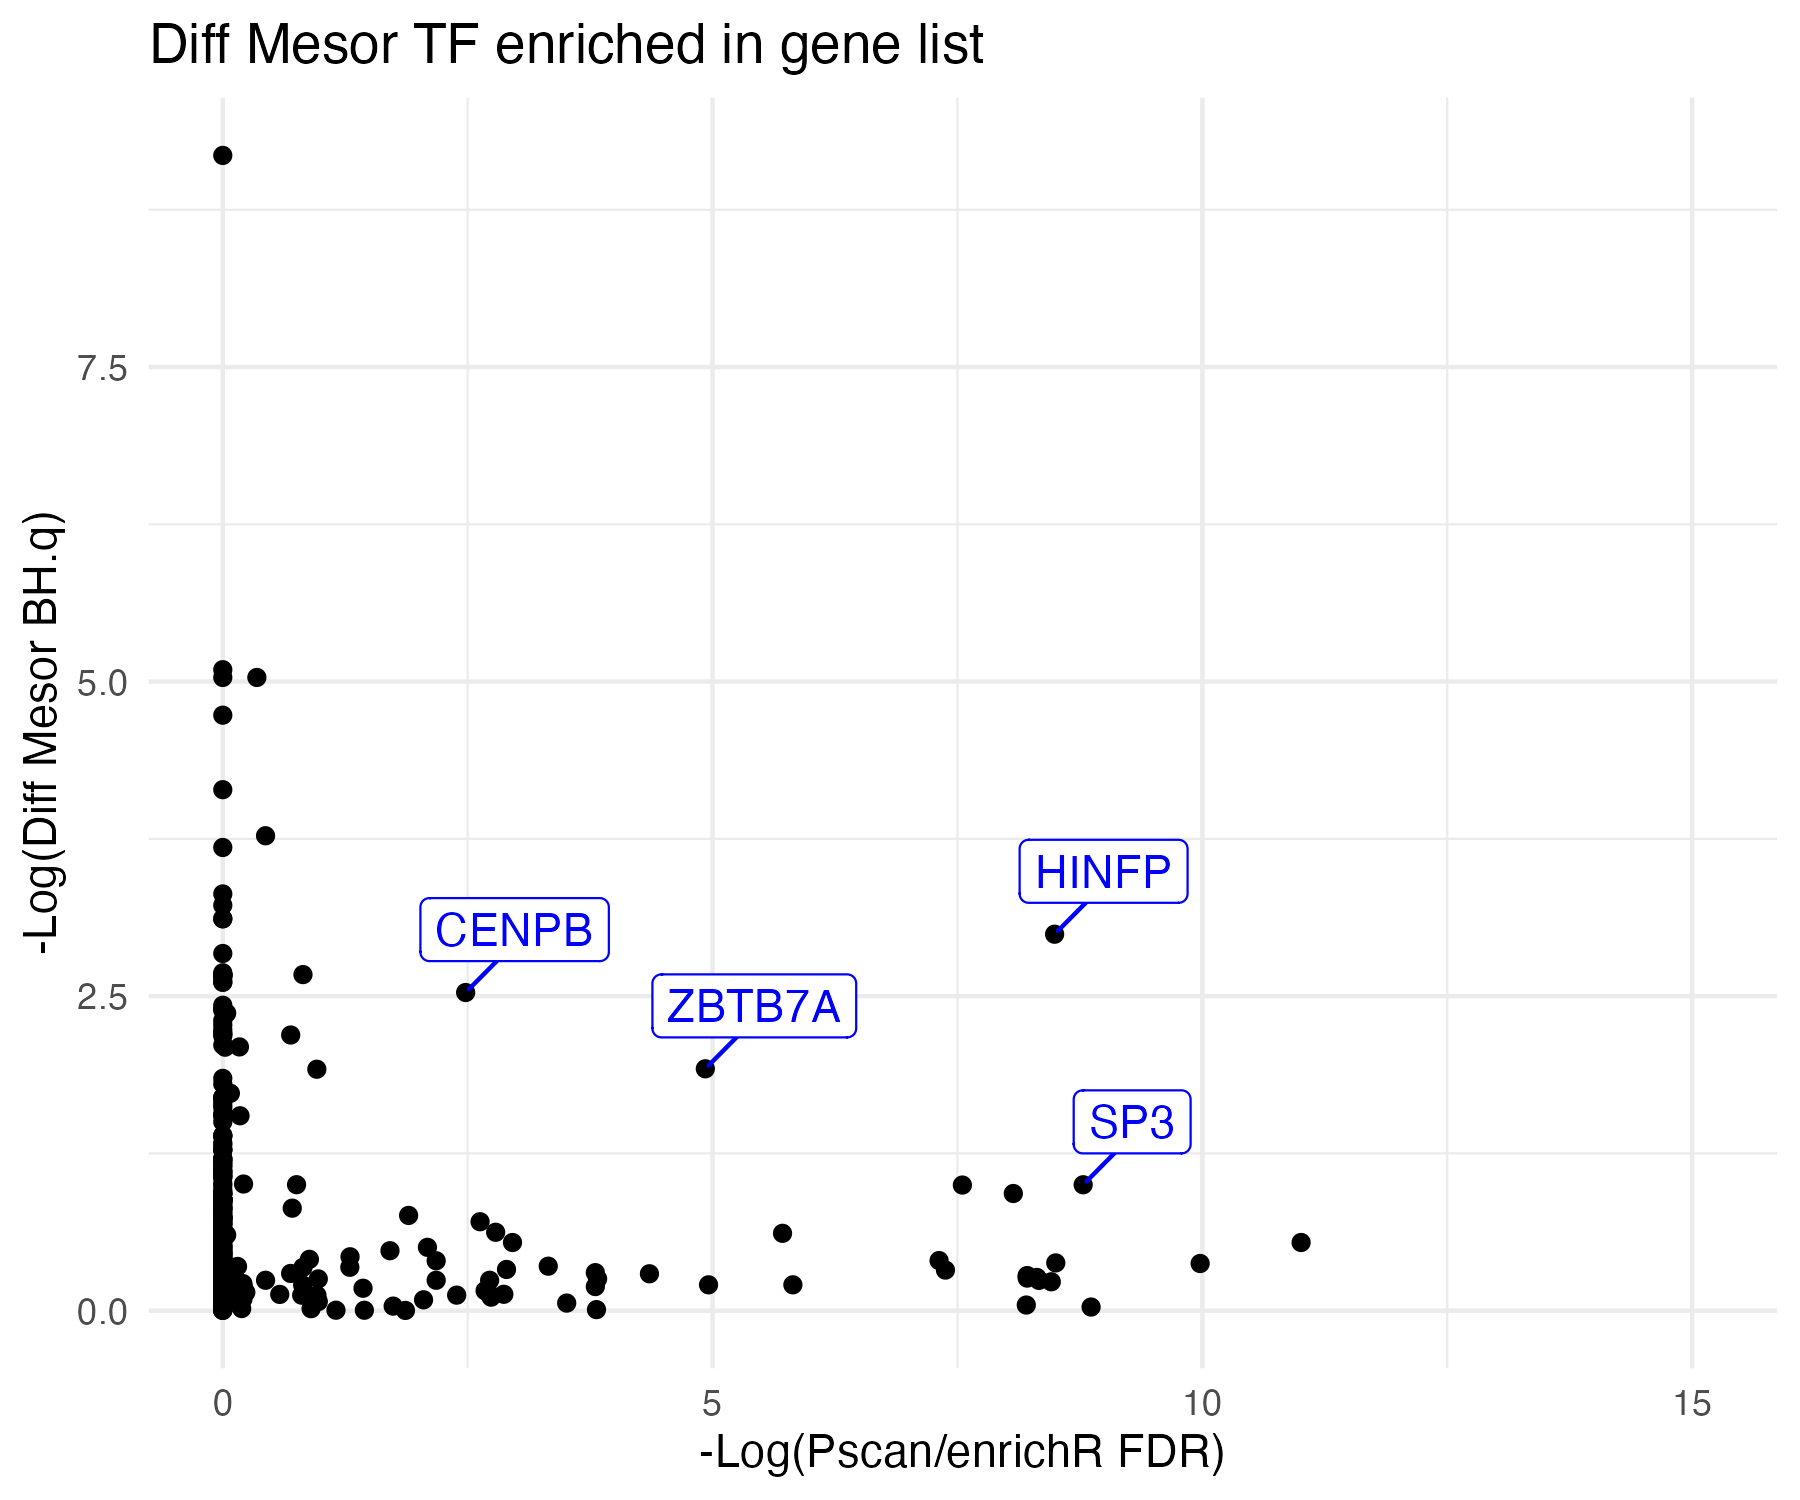 Diff Mesor TF enriched in gene list
-Log(Diff Mesor BH.q)
7.5
5.0
2.5
0.0
HINFP
CENPB
ZBTB7A
SP3
0
5
10
15
-Log(Pscan/enrichR FDR)